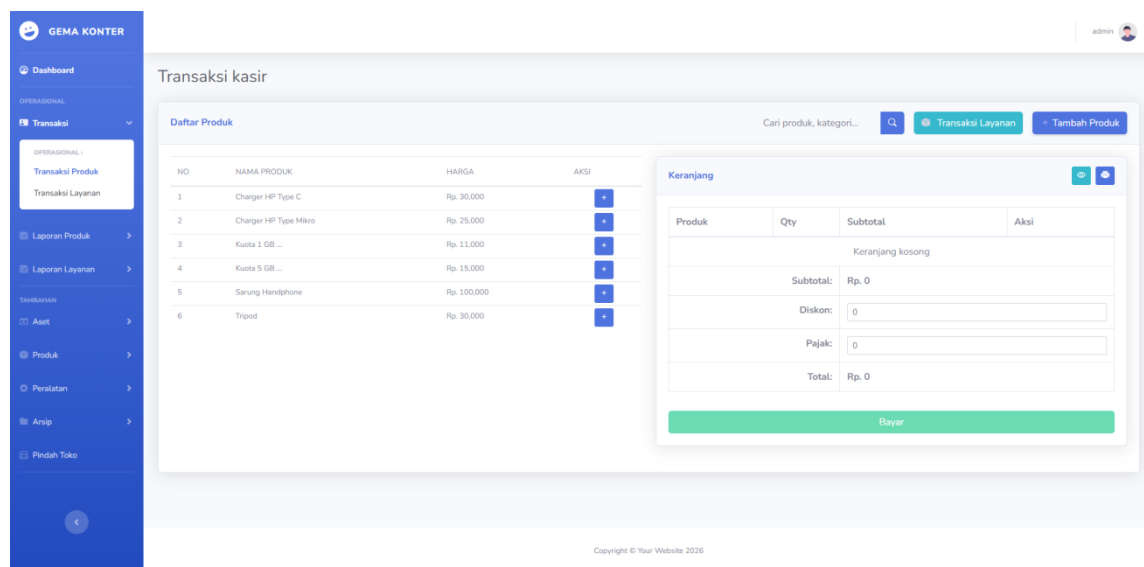 GEMA KONTER
admin
Dashboard
Transaksi kasir
OPERASIONAL
Transaksi
OPERASIONAL :
Transaksi Produk
Transaksi Layanan
Laporan Produk
Laporan Layanan
TAMBAHAN
Aset
Produk
Peralatan
Arsip
Pindah Toko
Daftar Produk
Cari produk, kategori...
Transaksi Layanan
+ Tambah Produk
NO NAMA PRODUK HARGA AKSI
1 Charger HP Type C Rp. 30,000 +
2 Charger HP Type Mikro Rp. 25,000 +
3 Kuota 1 GB ... Rp. 11,000 +
4 Kuota 5 GB ... Rp. 15,000 +
5 Sarung Handphone Rp. 100,000 +
6 Tripod Rp. 30,000 +
Keranjang
Produk Qty Subtotal Aksi
Keranjang kosong
Subtotal: Rp. 0
Diskon: 0
Pajak: 0
Total: Rp. 0
Bayar
Copyright © Your Website 2026